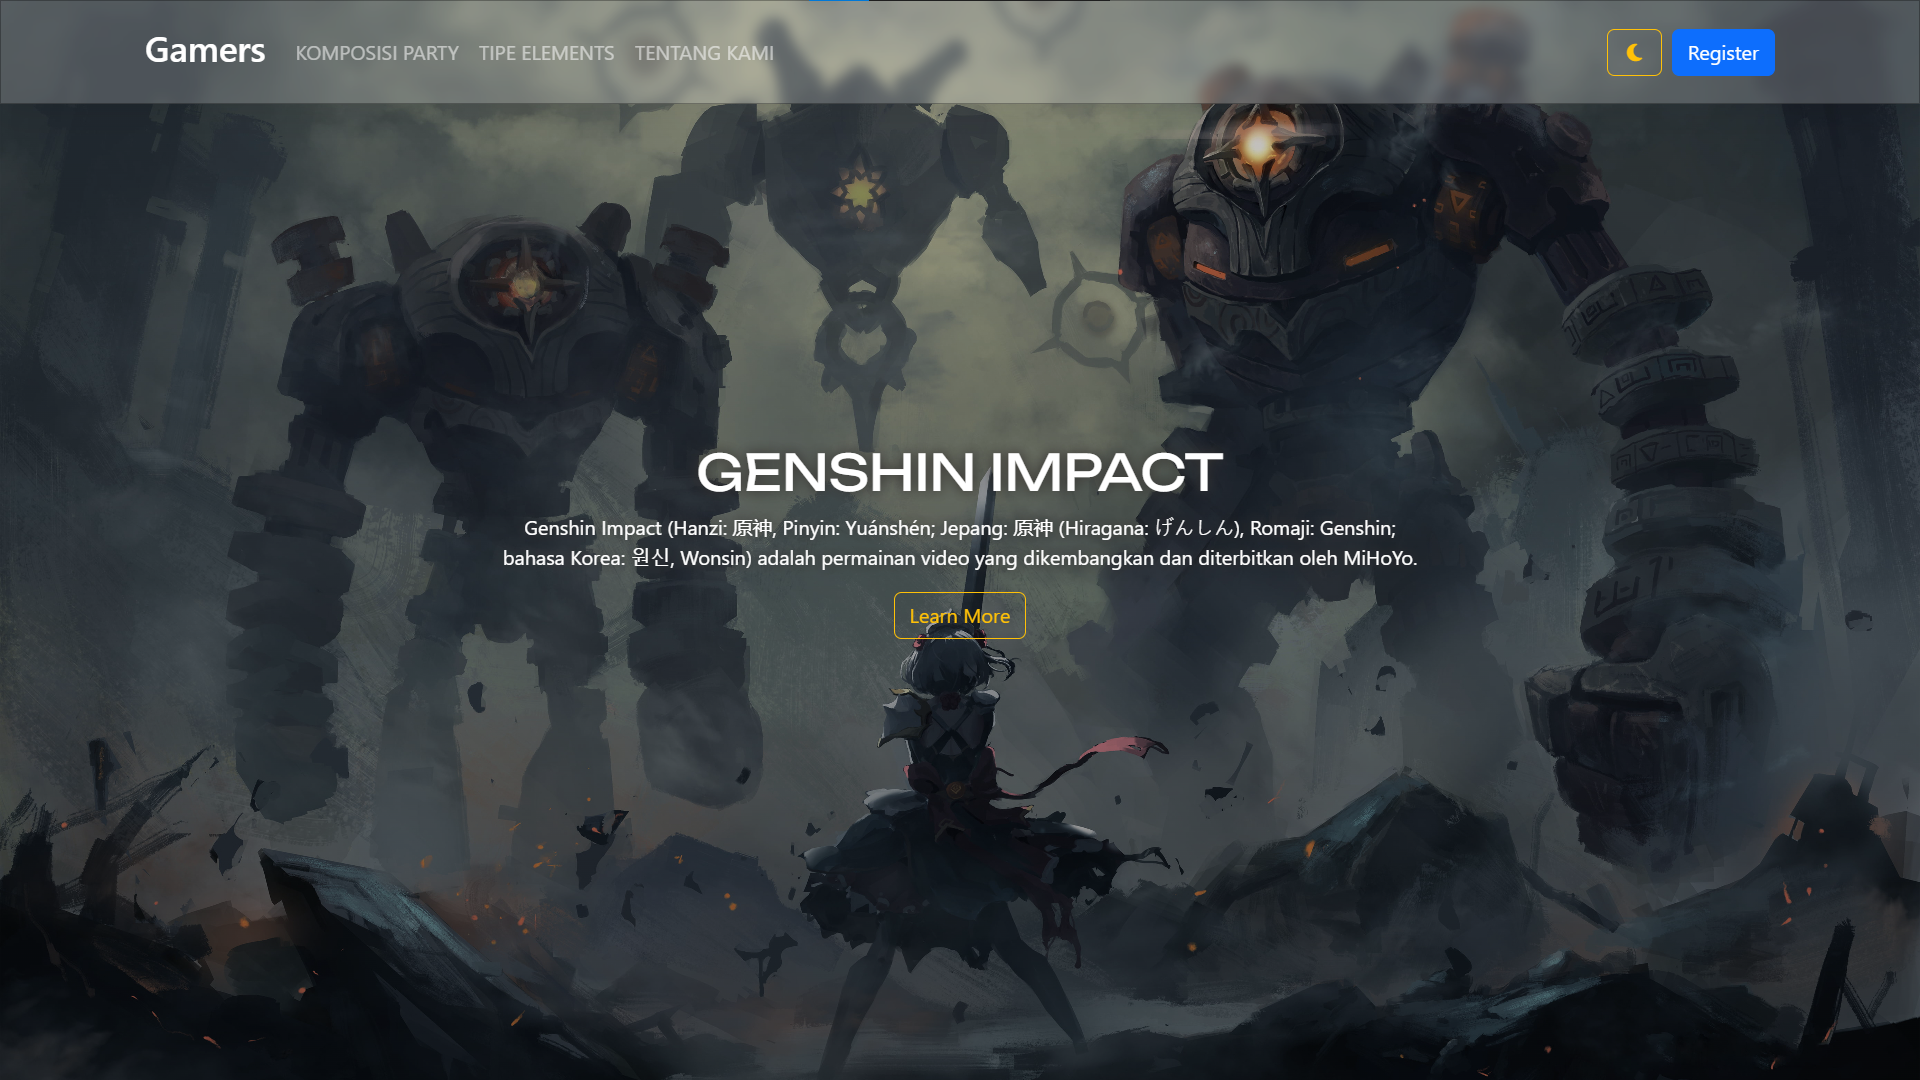 Gamers KOMPOSISI PARTY TIPE ELEMENTS TENTANG KAMI Register
GENSHIN IMPACT
Genshin Impact (Hanzi: 原神, Pinyin: Yuánshén; Jepang: 原神 (Hiragana: げんしん), Romaji: Genshin;
bahasa Korea: 원신, Wonsin) adalah permainan video yang dikembangkan dan diterbitkan oleh MiHoYo.
Learn More